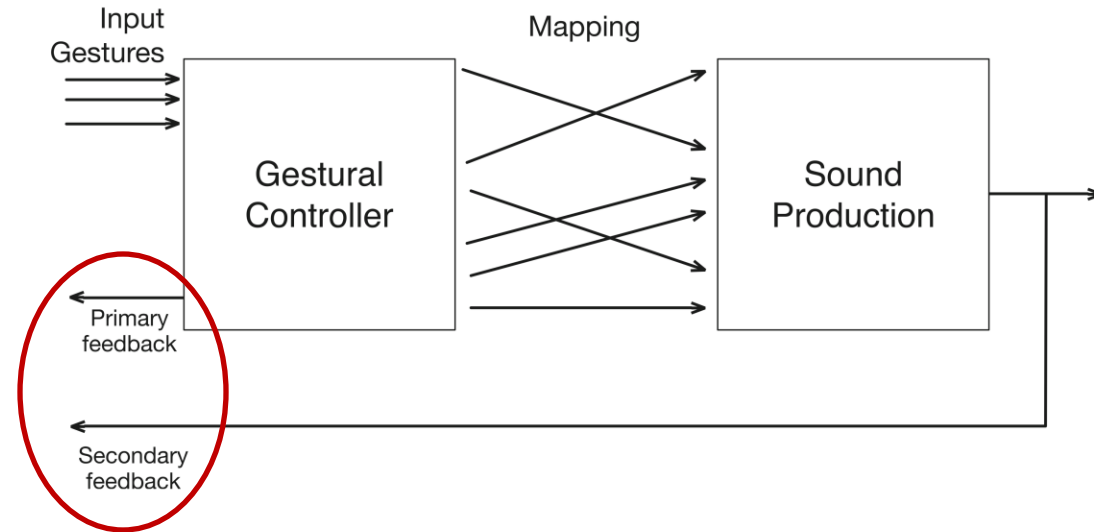 Input
Gestures
Mapping
Gestural
Controller
Sound
Production
Primary
feedback
Secondary
feedback